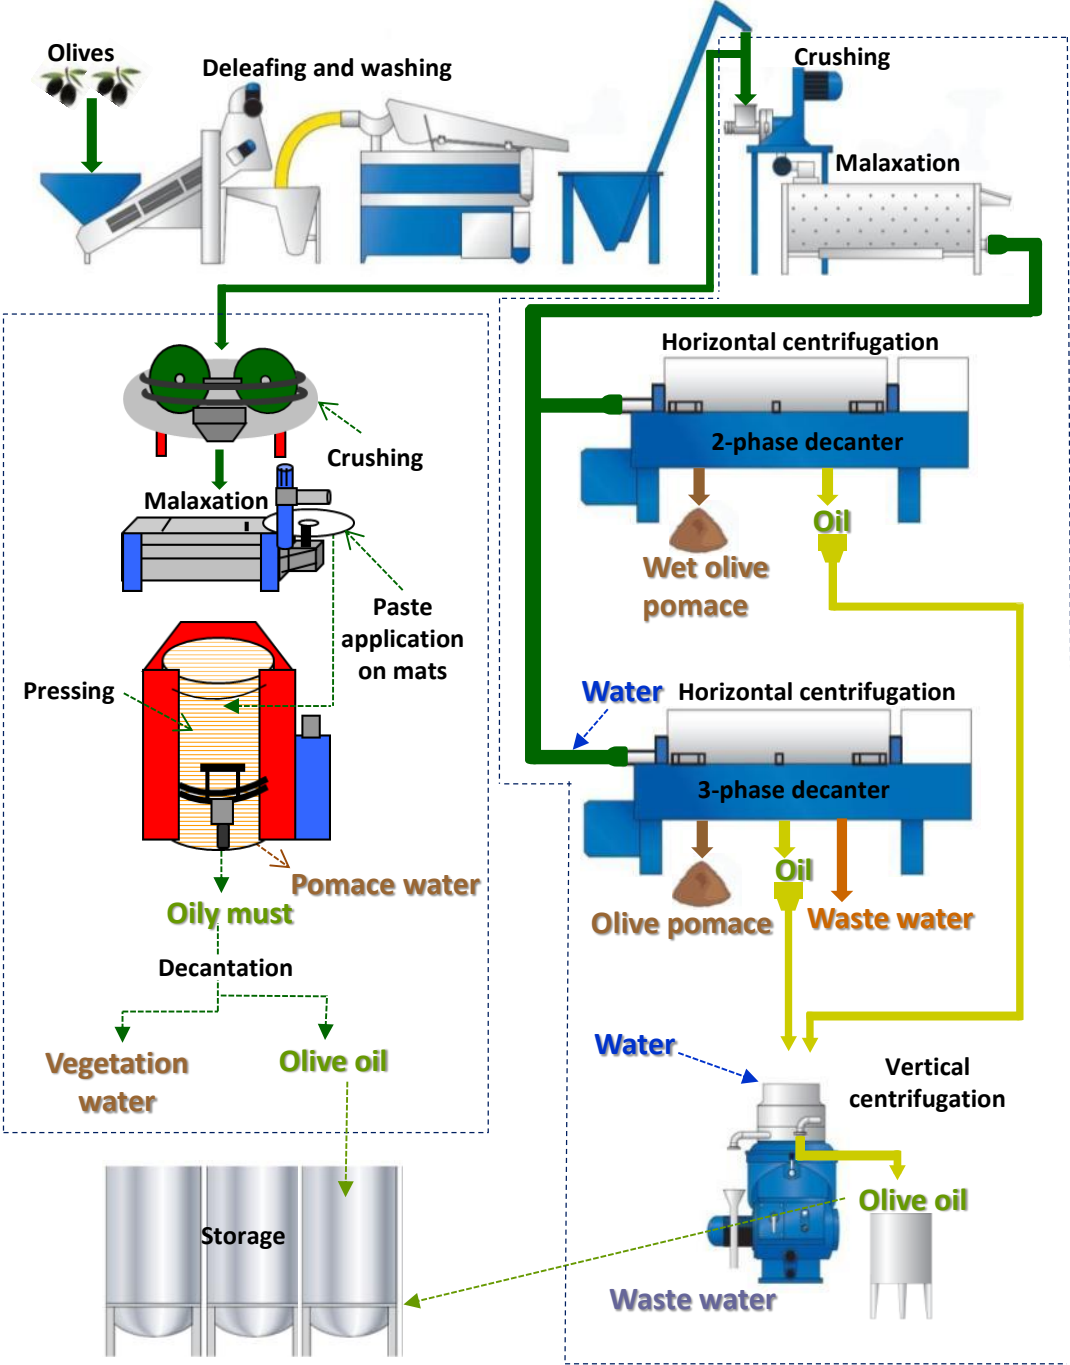 Olives
Deleafing and washing
Crushing
Malaxation
Crushing
Malaxation
Paste
application
on mats
Pressing
Pomace water
Oily must
Decantation
Vegetation
water
Olive oil
Storage
Horizontal centrifugation
2-phase decanter
Oil
Wet olive
pomace
Water
Horizontal centrifugation
3-phase decanter
Oil
Olive pomace
Waste water
Water
Vertical
centrifugation
Olive oil
Waste water